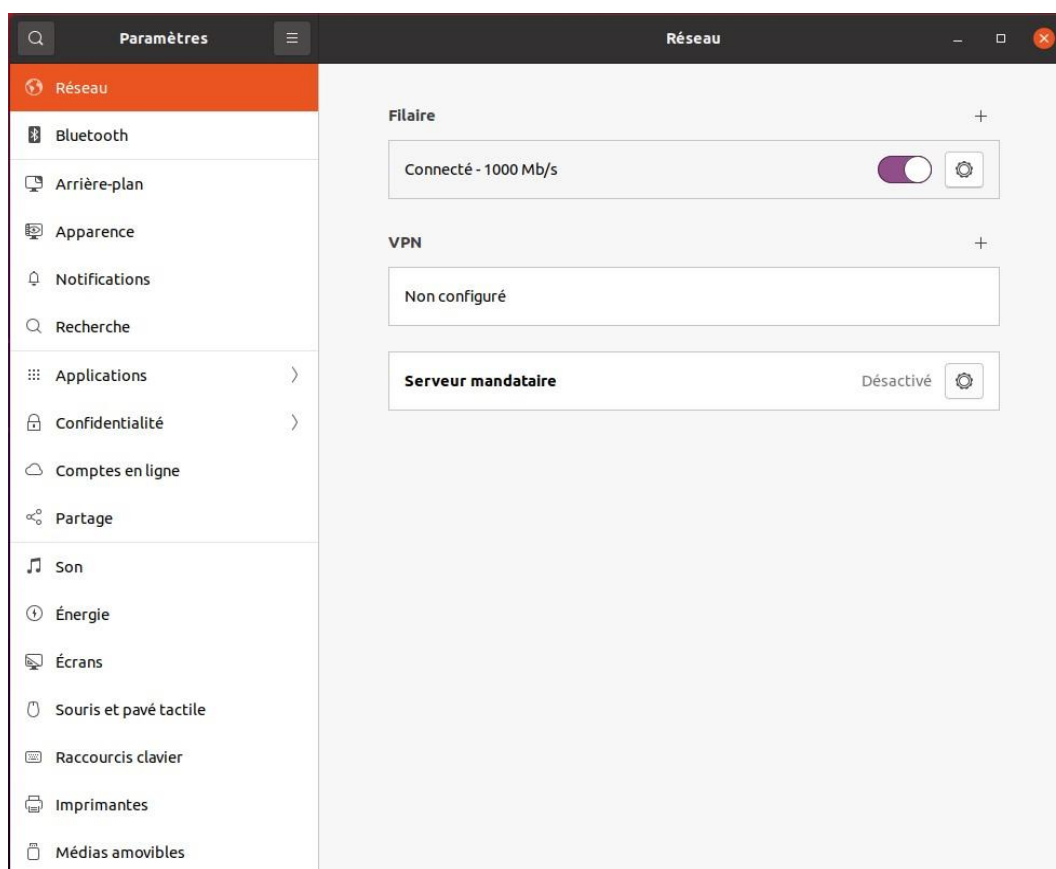 Paramètres
Réseau
Réseau
Bluetooth
Arrière-plan
Apparence
Notifications
Recherche
Applications
Confidentialité
Comptes en ligne
Partage
Son
Énergie
Écrans
Souris et pavé tactile
Raccourcis clavier
Imprimantes
Médias amovibles
Filaire
Connecté - 1000 Mb/s
VPN
Non configuré
Serveur mandataire Désactivé